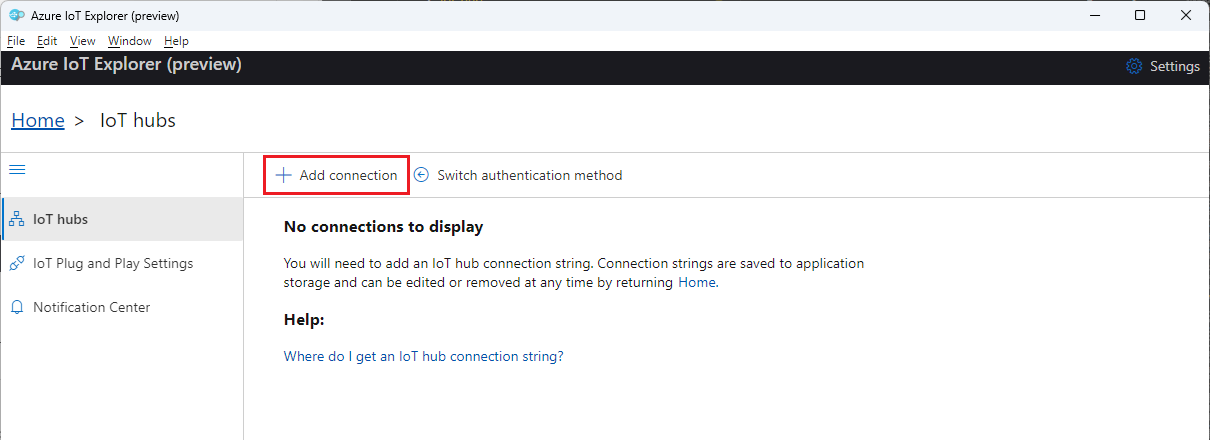 Azure IoT Explorer (preview)
File Edit View Window Help
Azure IoT Explorer (preview)
Settings
Home > IoT hubs
Add connection
Switch authentication method
IoT hubs
IoT Plug and Play Settings
Notification Center
No connections to display
You will need to add an IoT hub connection string. Connection strings are saved to application
storage and can be edited or removed at any time by returning Home.
Help:
Where do I get an IoT hub connection string?